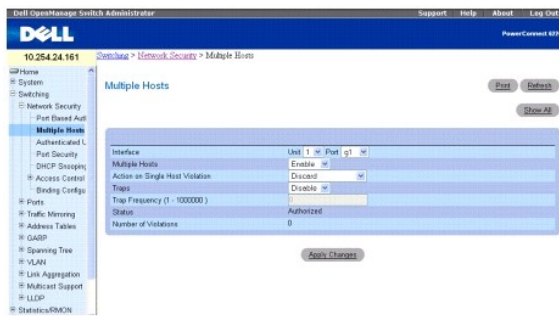 Dell OpenManage Switch Administrator
Support Help About Log Out
DELL
PowerConnect 622
10.254.24.161
Switching > Network Security > Multiple Hosts
Home
System
Switching
Network Security
Port Based Aut
Multiple Hosts
Authenticated U
Port Security
DHCP Snooping
Access Control
Binding Configu
Ports
Traffic Mirroring
Address Tables
GARP
Spanning Tree
VLAN
Link Aggregation
Multicast Support
LLDP
Statistics/RMON
Multiple Hosts
Print Refresh
Show All
Interface Unit 1 Port g1
Multiple Hosts Enable
Action on Single Host Violation Discard
Traps Disable
Trap Frequency (1 - 1000000 )
Status Authorized
Number of Violations 0
Apply Changes